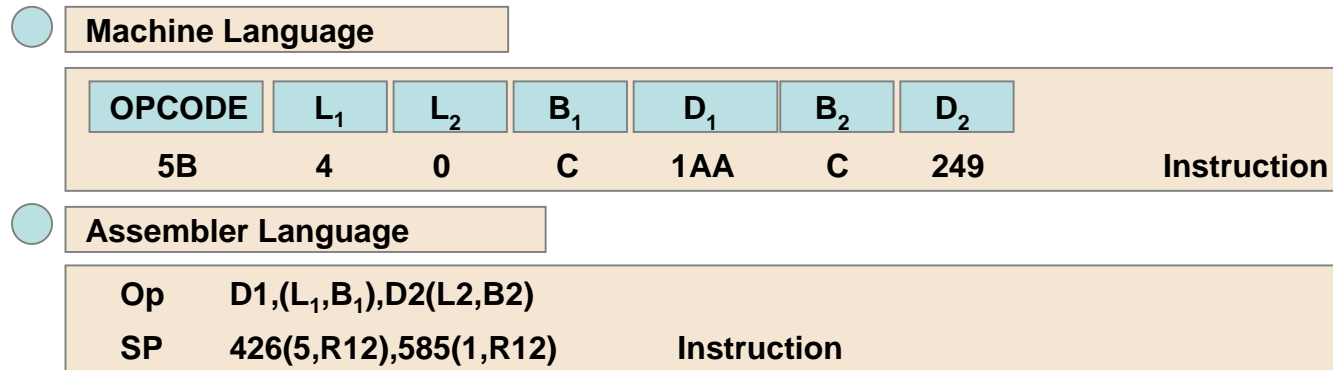 Machine Language
OPCODE L₁ L₂ B₁ D₁ B₂ D₂
5B 4 0 C 1AA C 249 Instruction
Assembler Language
Op D1,(L₁,B₁),D2(L2,B2)
SP 426(5,R12),585(1,R12) Instruction